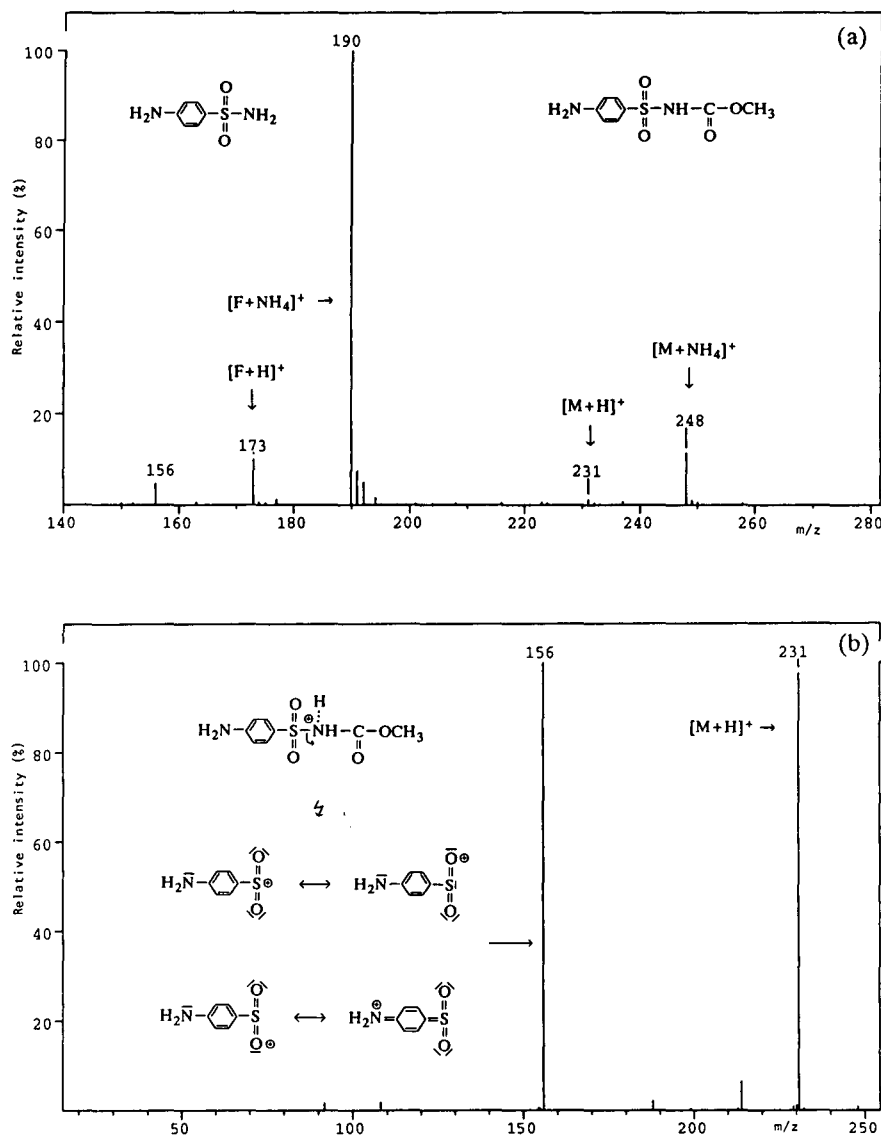 (a)
190
100
80
60
40
20
Relative intensity (%)
O
H₂N S NH₂
O
O
H₂N S NH C OCH₃
O O
[F+NH₄]⁺ →
[F+H]⁺
↓
[M+H]⁺
↓
[M+NH₄]⁺
↓
156
173
231
248
140 160 180 200 220 240 260 280
m/z
(b)
156
231
100
80
60
40
20
Relative intensity (%)
O H
H₂N S ⊕ NH C OCH₃
O O
[M+H]⁺ →
O O⊕
H₂N S⊕ ↔ H₂N S
O O
→
O O
H₂N S ↔ H₂N⊕ S
O⊕ O
50 100 150 200 250
m/z